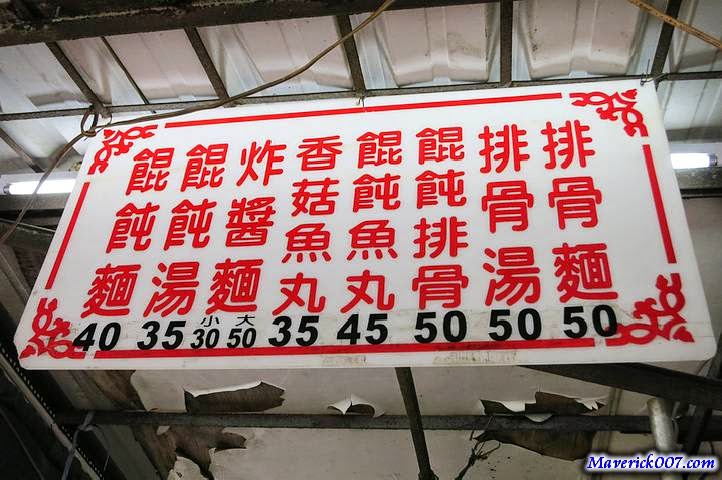 排骨麵 50
排骨湯 50
餛飩排骨 50
餛飩魚丸 45
香菇魚丸 35
炸醬麵 小30 大50
餛飩湯 35
餛飩麵 40
Maverick007.com